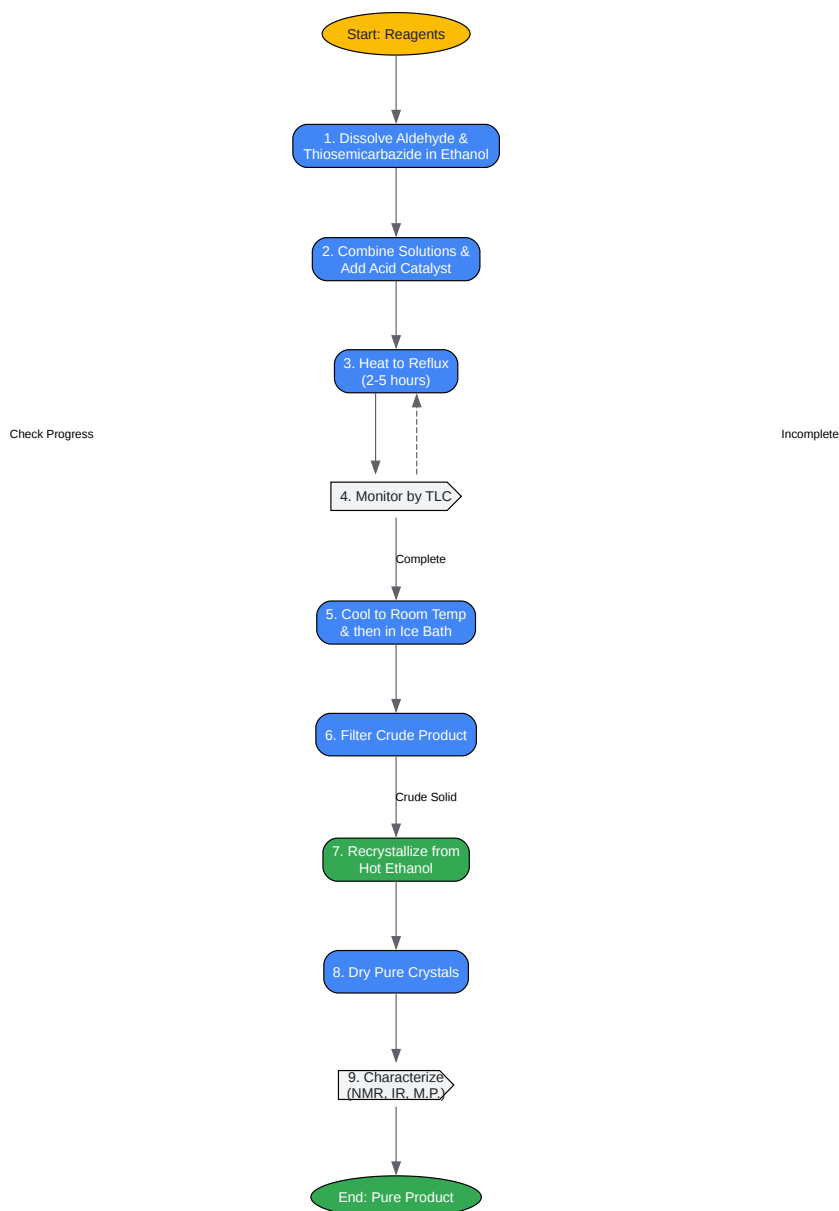 Start: Reagents
1. Dissolve Aldehyde &
Thiosemicarbazide in Ethanol
2. Combine Solutions &
Add Acid Catalyst
3. Heat to Reflux
(2-5 hours)
Check Progress
Incomplete
4. Monitor by TLC
Complete
5. Cool to Room Temp
& then in Ice Bath
6. Filter Crude Product
Crude Solid
7. Recrystallize from
Hot Ethanol
8. Dry Pure Crystals
9. Characterize
(NMR, IR, M.P.)
End: Pure Product